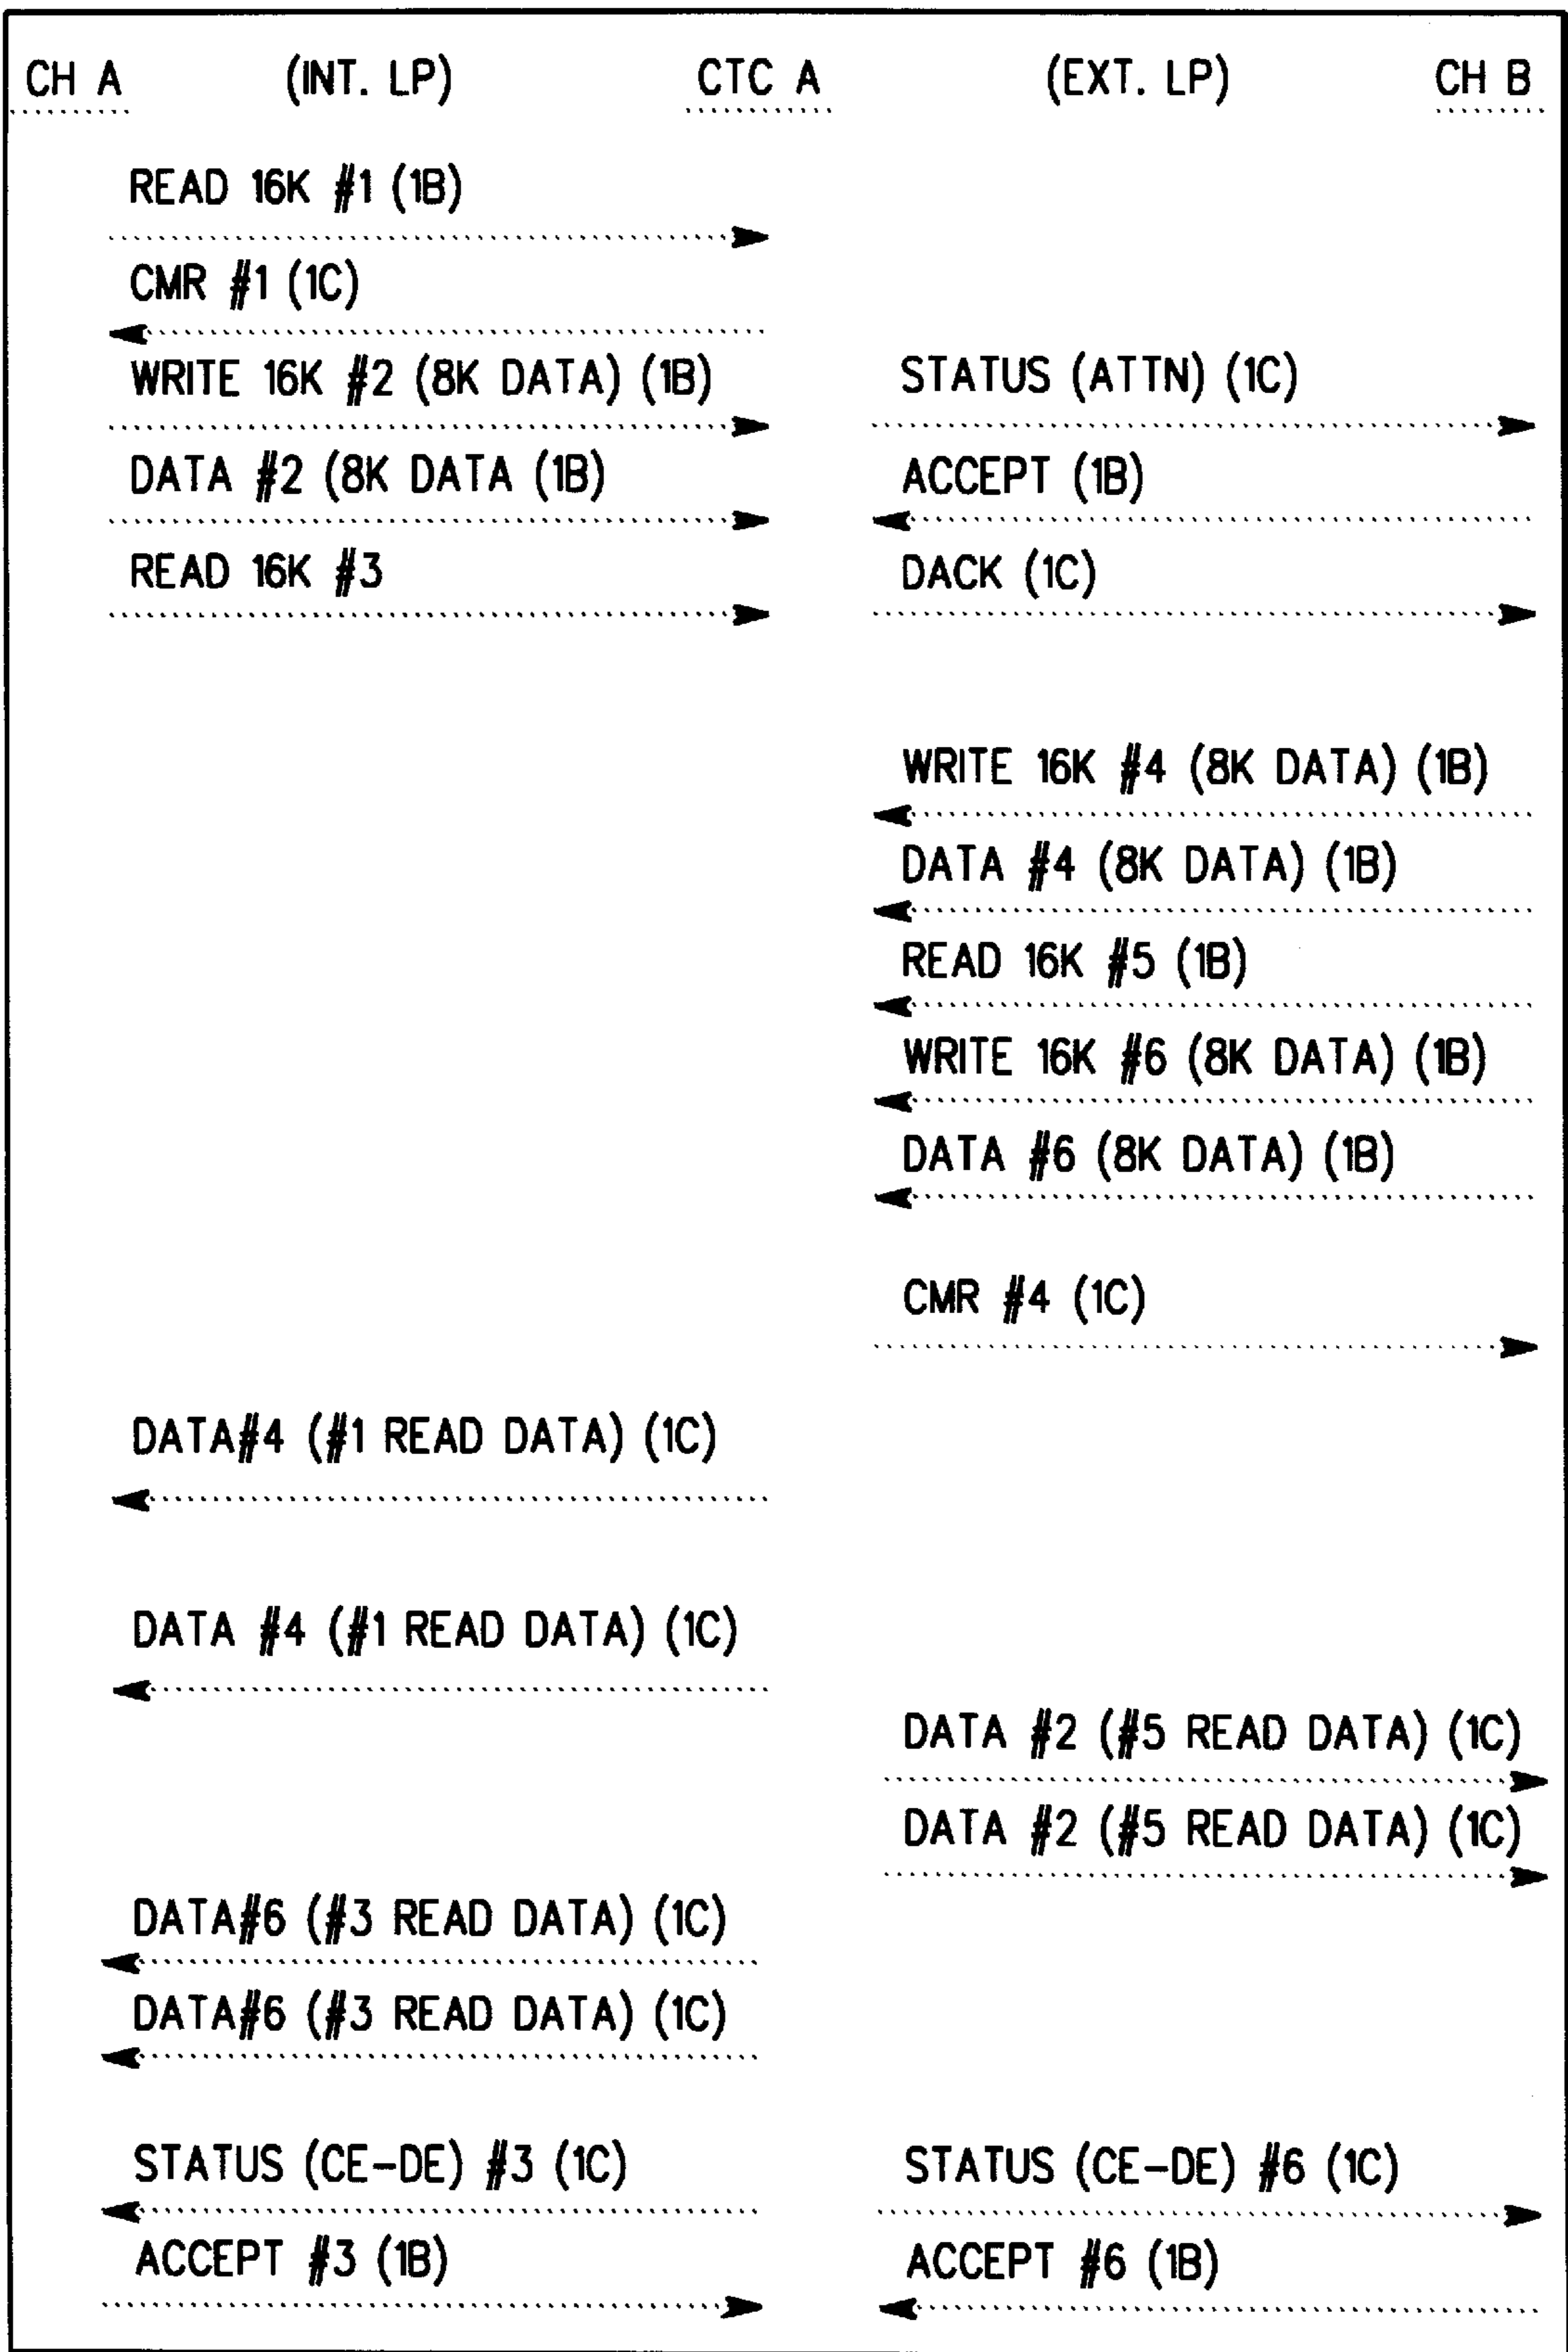 CH A (INT. LP) CTC A (EXT. LP) CH B
READ 16K #1 (1B)
CMR #1 (1C)
WRITE 16K #2 (8K DATA) (1B) STATUS (ATTN) (1C)
DATA #2 (8K DATA (1B) ACCEPT (1B)
READ 16K #3 DACK (1C)
WRITE 16K #4 (8K DATA) (1B)
DATA #4 (8K DATA) (1B)
READ 16K #5 (1B)
WRITE 16K #6 (8K DATA) (1B)
DATA #6 (8K DATA) (1B)
CMR #4 (1C)
DATA#4 (#1 READ DATA) (1C)
DATA #4 (#1 READ DATA) (1C)
DATA #2 (#5 READ DATA) (1C)
DATA #2 (#5 READ DATA) (1C)
DATA#6 (#3 READ DATA) (1C)
DATA#6 (#3 READ DATA) (1C)
STATUS (CE-DE) #3 (1C) STATUS (CE-DE) #6 (1C)
ACCEPT #3 (1B) ACCEPT #6 (1B)